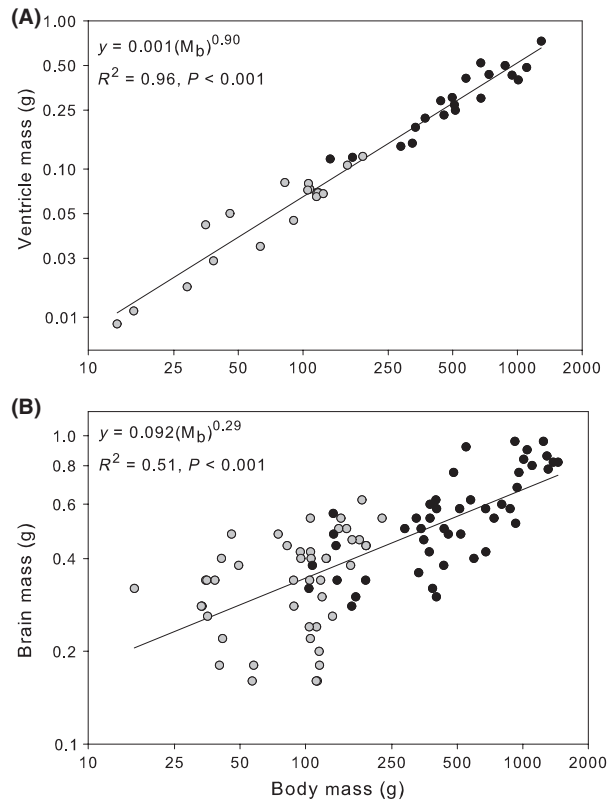 (A)
y = 0.001(M_b)^0.90
R² = 0.96, P < 0.001
Ventricle mass (g)
1.00
0.50
0.25
0.10
0.05
0.03
0.01
10 25 50 100 250 500 1000 2000
(B)
y = 0.092(M_b)^0.29
R² = 0.51, P < 0.001
Brain mass (g)
1.0
0.8
0.6
0.4
0.2
0.1
10 25 50 100 250 500 1000 2000
Body mass (g)